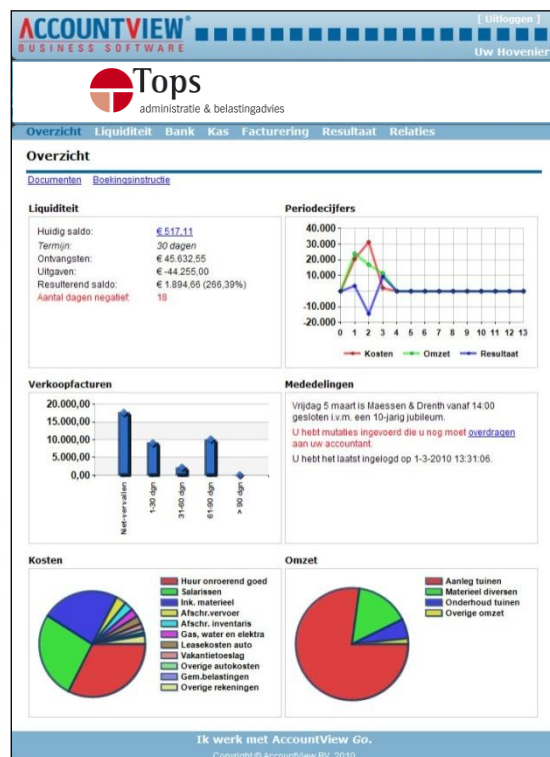 ACCOUNTVIEW®
BUSINESS SOFTWARE
[ Uitloggen ]
Uw Hovenier
Tops
administratie & belastingadvies
Overzicht Liquiditeit Bank Kas Facturering Resultaat Relaties
Overzicht
Documenten Boekingsinstructie
Liquiditeit
Huidig saldo: € 517,11
Termijn: 30 dagen
Ontvangsten: € 45.632,55
Uitgaven: € -44.255,00
Resulterend saldo: € 1.894,66 (266,39%)
Aantal dagen negatief: 18
Periodecijfers
40.000
30.000
20.000
10.000
-10.000
-20.000
0 1 2 3 4 5 6 7 8 9 10 11 12 13
Kosten Omzet Resultaat
Verkoopfacturen
20.000,00
15.000,00
10.000,00
5.000,00
0,00
Niet-vervallen
1-30 dgn
31-60 dgn
61-90 dgn
> 90 dgn
Mededelingen
Vrijdag 5 maart is Maessen & Drenth vanaf 14:00
gesloten i.v.m. een 10-jarig jubileum.
U hebt mutaties ingevoerd die u nog moet overdragen
aan uw accountant.
U hebt het laatst ingelogd op 1-3-2010 13:31:06.
Kosten
Huur onroerend goed
Salarissen
Ink. materieel
Afschr.vervoer
Afschr. inventaris
Gas, water en elektra
Leasekosten auto
Vakantietoeslag
Overige autokosten
Gem.belastingen
Overige rekeningen
Omzet
Aanleg tuinen
Materieel diversen
Onderhoud tuinen
Overige omzet
Ik werk met AccountView Go.
Copyright © AccountView BV, 2010